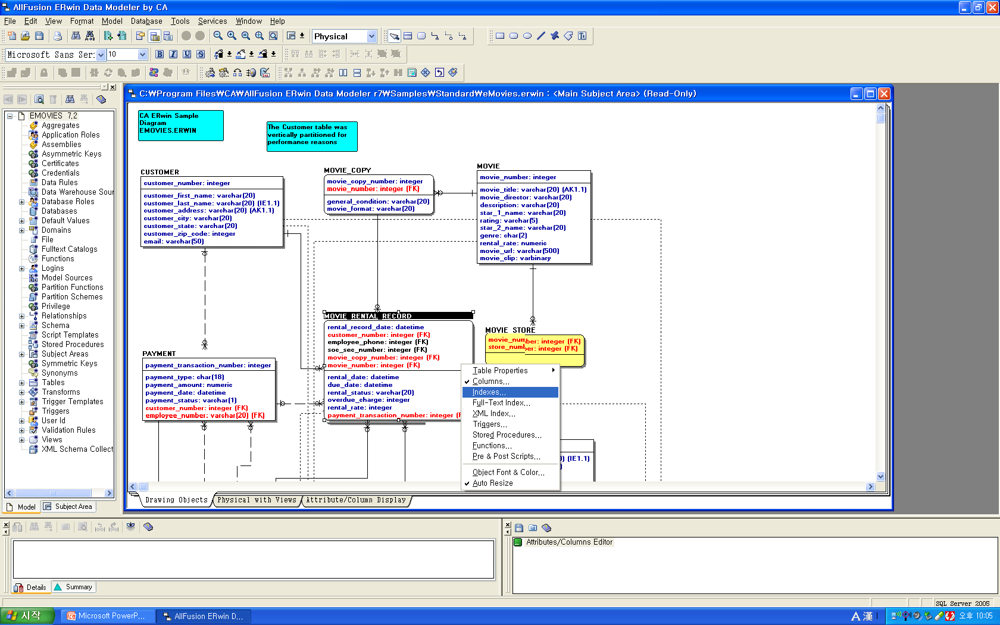 AllFusion ERwin Data Modeler by CA
File Edit View Format Model Database Tools Services Window Help
Physical
Microsoft Sans Ser: 10
C:₩Program Files₩CA₩AllFusion ERwin Data Modeler r7₩Samples₩Standard₩eMovies.erwin : <Main Subject Area> (Read-Only)
EMOVIES 7,2
Aggregates
Application Roles
Assemblies
Asymmetric Keys
Certificates
Credentials
Data Rules
Data Warehouse Sour
Database Roles
Databases
Default Values
Domains
File
Fulltext Catalogs
Functions
Logins
Model Sources
Partition Functions
Partition Schemes
Privilege
Relationships
Schema
Script Templates
Stored Procedures
Subject Areas
Symmetric Keys
Synonyms
Tables
Transforms
Trigger Templates
Triggers
User Id
Validation Rules
Views
XML Schema Collect
Model Subject Area
CA ERwin Sample
Diagram
EMOVIES.ERWIN
The Customer table was
vertically partitioned for
performance reasons
CUSTOMER
customer_number: integer
customer_first_name: varchar(20)
customer_last_name: varchar(20) (IE1.1)
customer_address: varchar(20) (AK1.1)
customer_city: varchar(20)
customer_state: varchar(20)
customer_zip_code: integer
email: varchar(50)
MOVIE_COPY
movie_copy_number: integer
movie_number: integer (FK)
general_condition: varchar(20)
movie_format: varchar(20)
MOVIE
movie_number: integer
movie_title: varchar(20) (AK1.1)
movie_director: varchar(20)
description: varchar(20)
star_1_name: varchar(20)
rating: varchar(5)
star_2_name: varchar(20)
genre: char(2)
rental_rate: numeric
movie_url: varchar(500)
movie_clip: varbinary
MOVIE_RENTAL_RECORD
rental_record_date: datetime
customer_number: integer (FK)
employee_phone: integer (FK)
soc_sec_number: integer (FK)
movie_copy_number: integer (FK)
movie_number: integer (FK)
rental_date: datetime
due_date: datetime
rental_status: varchar(20)
overdue_charge: integer
rental_rate: integer
payment_transaction_number: integer (F
MOVIE_STORE
movie_number: integer (FK)
store_number: integer (FK)
PAYMENT
payment_transaction_number: integer
payment_type: char(18)
payment_amount: numeric
payment_date: datetime
payment_status: varchar(1)
customer_number: integer (FK)
employee_number: varchar(20) (FK)
Table Properties
Columns...
Indexes...
Full-Text Index...
XML Index...
Triggers...
Stored Procedures...
Functions...
Pre & Post Scripts...
Object Font & Color...
Auto Resize
) (IE1.1)
)
Drawing Objects Physical with Views Attribute/Column Display
Details Summary
Attributes/Columns Editor
SQL Server 2005
시작 Microsoft PowerP... AllFusion ERwin D... A 漢 오후 10:05